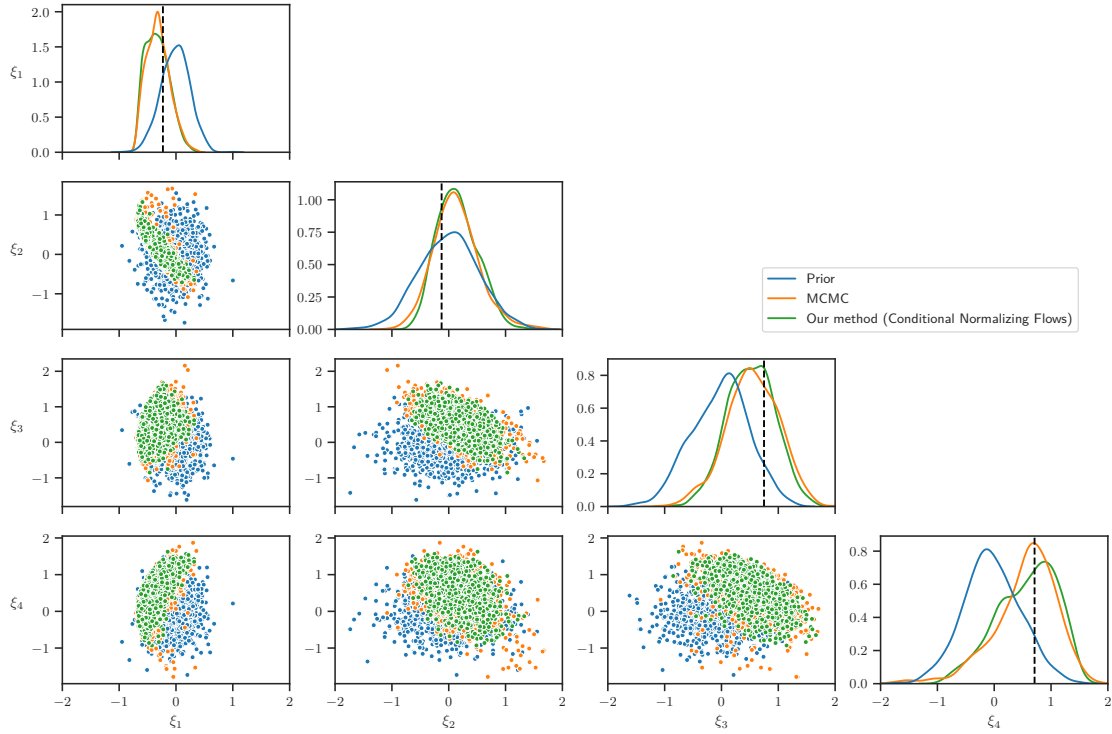 2.0
1.5
ξ1
1.0
0.5
0.0
−2 −1 0 1 2
1
ξ2
0
−1
1.00
0.75
0.50
0.25
0.00
−2 −1 0 1 2
Prior
MCMC
Our method (Conditional Normalizing Flows)
2
1
ξ3
0
−1
0.8
0.6
0.4
0.2
0.0
−2 −1 0 1 2
2
1
ξ4
0
−1
0.8
0.6
0.4
0.2
0.0
−2 −1 0 1 2
−2 −1 0 1 2
−2 −1 0 1 2
−2 −1 0 1 2
ξ1 ξ2 ξ3 ξ4